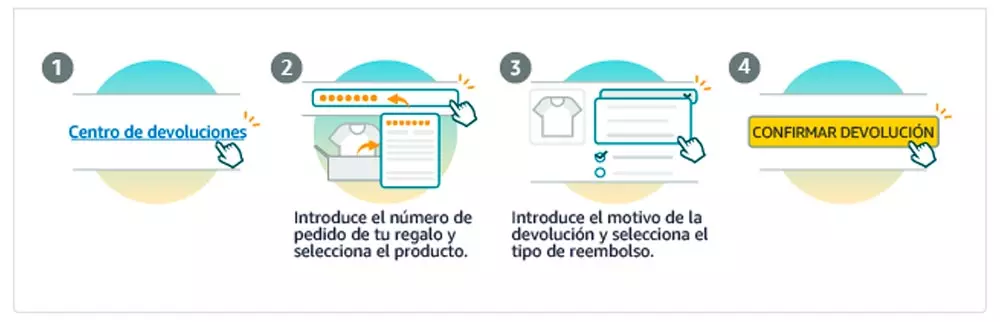 1
Centro de devoluciones
2
Introduce el número de
pedido de tu regalo y
selecciona el producto.
3
Introduce el motivo de la
devolución y selecciona el
tipo de reembolso.
4
CONFIRMAR DEVOLUCIÓN